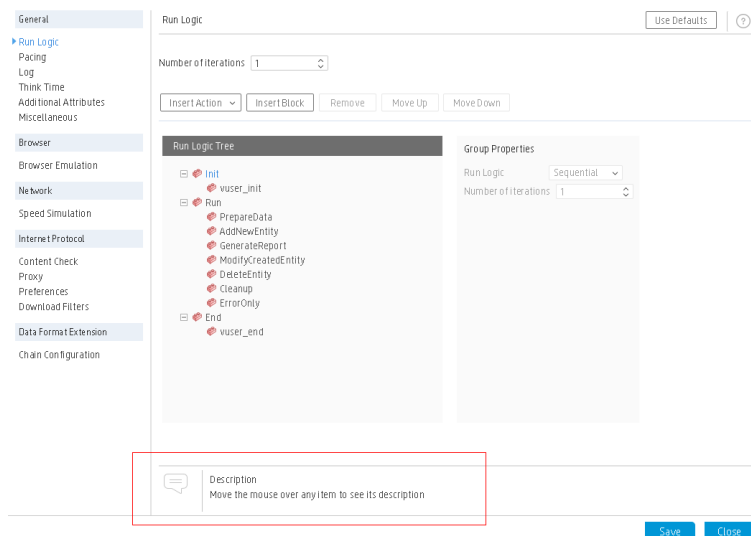 General
Run Logic
Pacing
Log
Think Time
Additional Attributes
Miscellaneous
Browser
Browser Emulation
Network
Speed Simulation
Internet Protocol
Content Check
Proxy
Preferences
Download Filters
Data Format Extension
Chain Configuration
Run Logic
Use Defaults
?
Number of iterations 1
Insert Action Insert Block Remove Move Up Move Down
Run Logic Tree
Init
vuser_init
Run
PrepareData
AddNewEntity
GenerateReport
ModifyCreatedEntity
DeleteEntity
Cleanup
ErrorOnly
End
vuser_end
Group Properties
Run Logic Sequential
Number of iterations 1
Description
Move the mouse over any item to see its description
Save Close